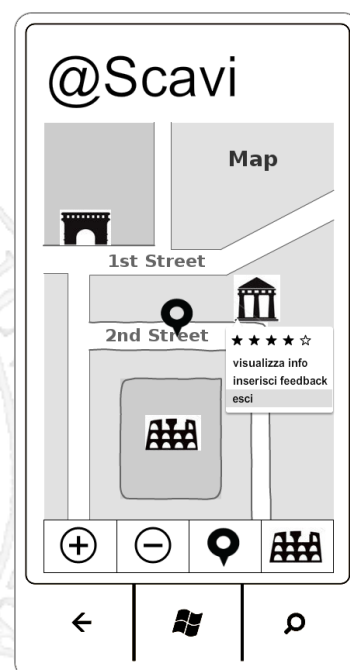 @Scavi
Map
1st Street
2nd Street
visualizza info
inserisci feedback
esci